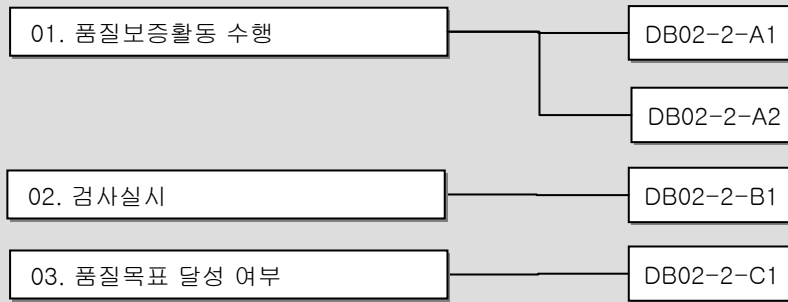 01. 품질보증활동 수행
DB02-2-A1
DB02-2-A2
02. 검사실시
DB02-2-B1
03. 품질목표 달성 여부
DB02-2-C1